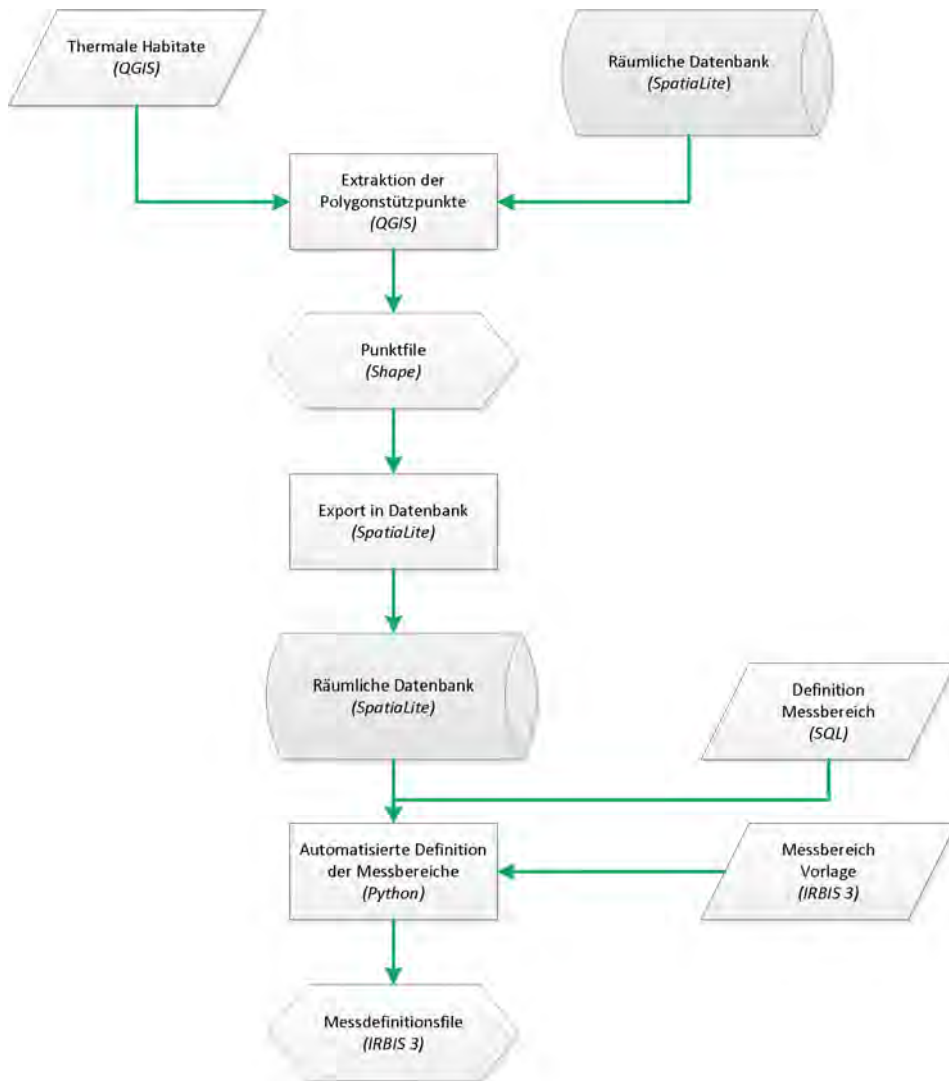 Thermale Habitate
(QGIS)
Räumliche Datenbank
(SpatiaLite)
Extraktion der
Polygonstützpunkte
(QGIS)
Punktfile
(Shape)
Export in Datenbank
(SpatiaLite)
Räumliche Datenbank
(SpatiaLite)
Definition
Messbereich
(SQL)
Automatisierte Definition
der Messbereiche
(Python)
Messbereich
Vorlage
(IRBIS 3)
Messdefinitionsfile
(IRBIS 3)